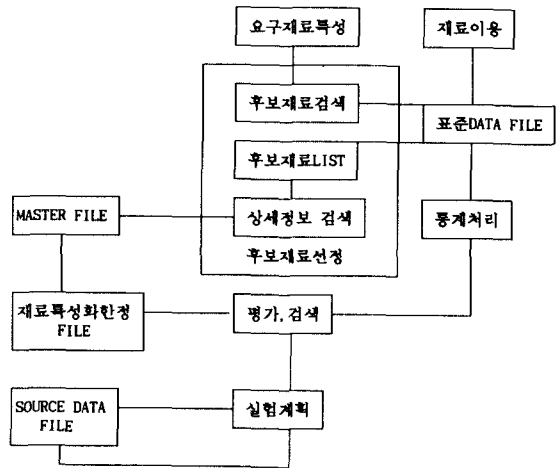 요구재료특성
재료이용
후보재료검색
표준DATA FILE
후보재료LIST
MASTER FILE
상세정보 검색
통계처리
후보재료선정
재료특성화한정
FILE
평가,검색
SOURCE DATA
FILE
실험계획